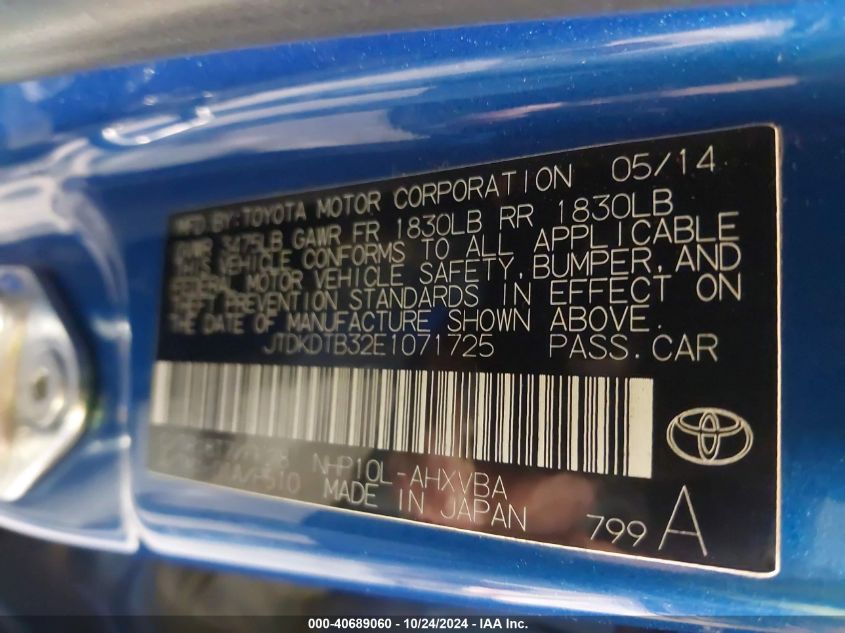 MFD BY:TOYOTA MOTOR CORPORATION 05/14
GVWR 3475LB GAWR FR 1830LB RR 1830LB
THIS VEHICLE CONFORMS TO ALL APPLICABLE
FEDERAL MOTOR VEHICLE SAFETY,BUMPER,AND
THEFT PREVENTION STANDARDS IN EFFECT ON
THE DATE OF MANUFACTURE SHOWN ABOVE.
JTDKDTB32E1071725 PASS.CAR
NHP10L-AHXVBA
MADE IN JAPAN
799 A
000-40689060 - 10/24/2024 - IAA Inc.